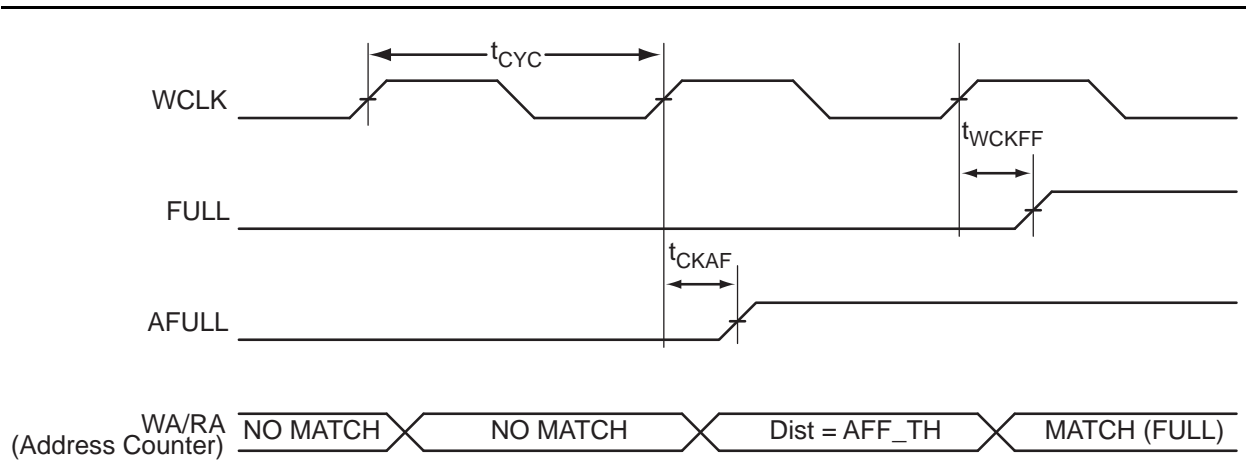 tCYC
WCLK
tWCKFF
FULL
tCKAF
AFULL
WA/RA
(Address Counter)
NO MATCH
NO MATCH
Dist = AFF_TH
MATCH (FULL)